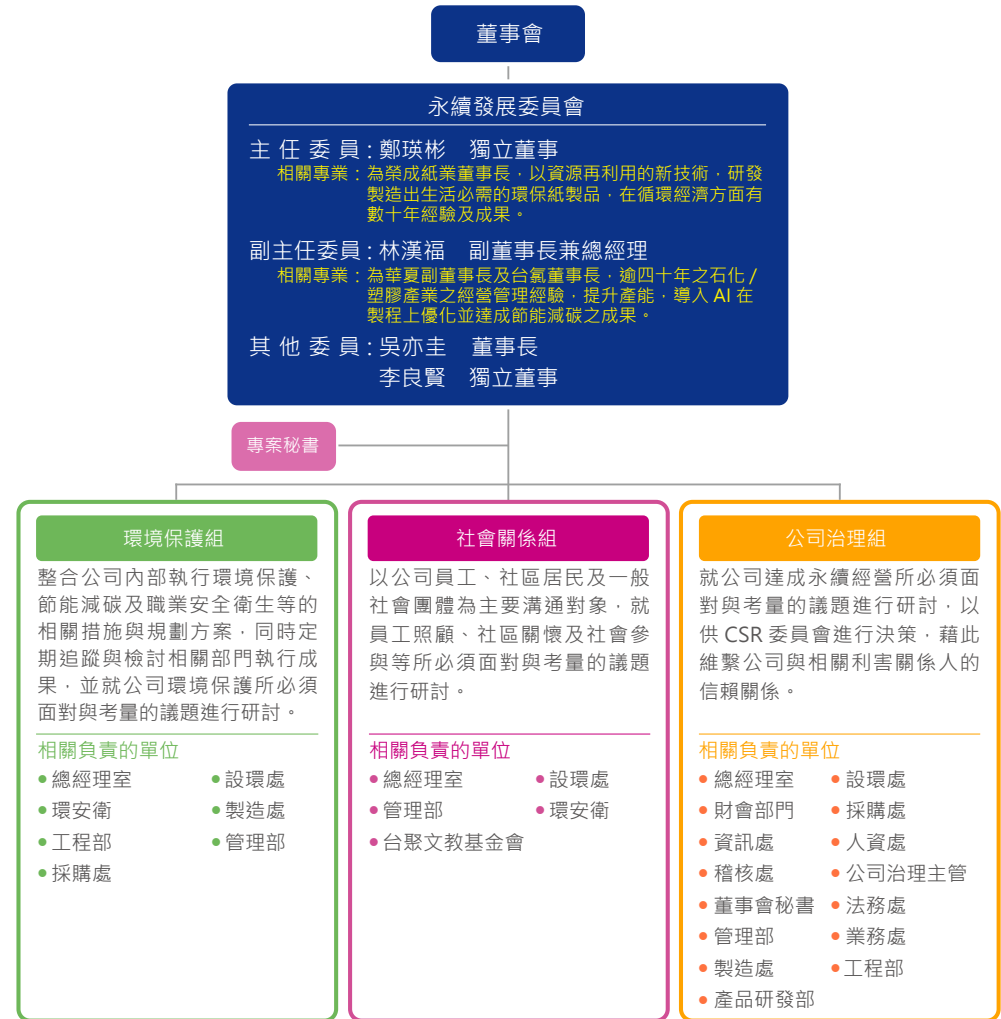 董事會
永續發展委員會
主任委員:鄭瑛彬 獨立董事
相關專業:為榮成紙業董事長,以資源再利用的新技術,研發
製造出生活必需的環保紙製品,在循環經濟方面有
數十年經驗及成果。
副主任委員:林漢福 副董事長兼總經理
相關專業:為華夏副董事長及台氯董事長,逾四十年之石化/
塑膠產業之經營管理經驗,提升產能,導入 AI 在
製程上優化並達成節能減碳之成果。
其他委員:吳亦圭 董事長
李良賢 獨立董事
專案秘書
環境保護組
整合公司內部執行環境保護、
節能減碳及職業安全衛生等的
相關措施與規劃方案,同時定
期追蹤與檢討相關部門執行成
果,並就公司環境保護所必須
面對與考量的議題進行研討。
相關負責的單位
•總經理室 •設環處
•環安衛 •製造處
•工程部 •管理部
•採購處
社會關係組
以公司員工、社區居民及一般
社會團體為主要溝通對象,就
員工照顧、社區關懷及社會參
與等所必須面對與考量的議題
進行研討。
相關負責的單位
•總經理室 •設環處
•管理部 •環安衛
•台聚文教基金會
公司治理組
就公司達成永續經營所必須面
對與考量的議題進行研討,以
供 CSR 委員會進行決策,藉此
維繫公司與相關利害關係人的
信賴關係。
相關負責的單位
•總經理室 •設環處
•財會部門 •採購處
•資訊處 •人資處
•稽核處 •公司治理主管
•董事會秘書 •法務處
•管理部 •業務處
•製造處 •工程部
•產品研發部